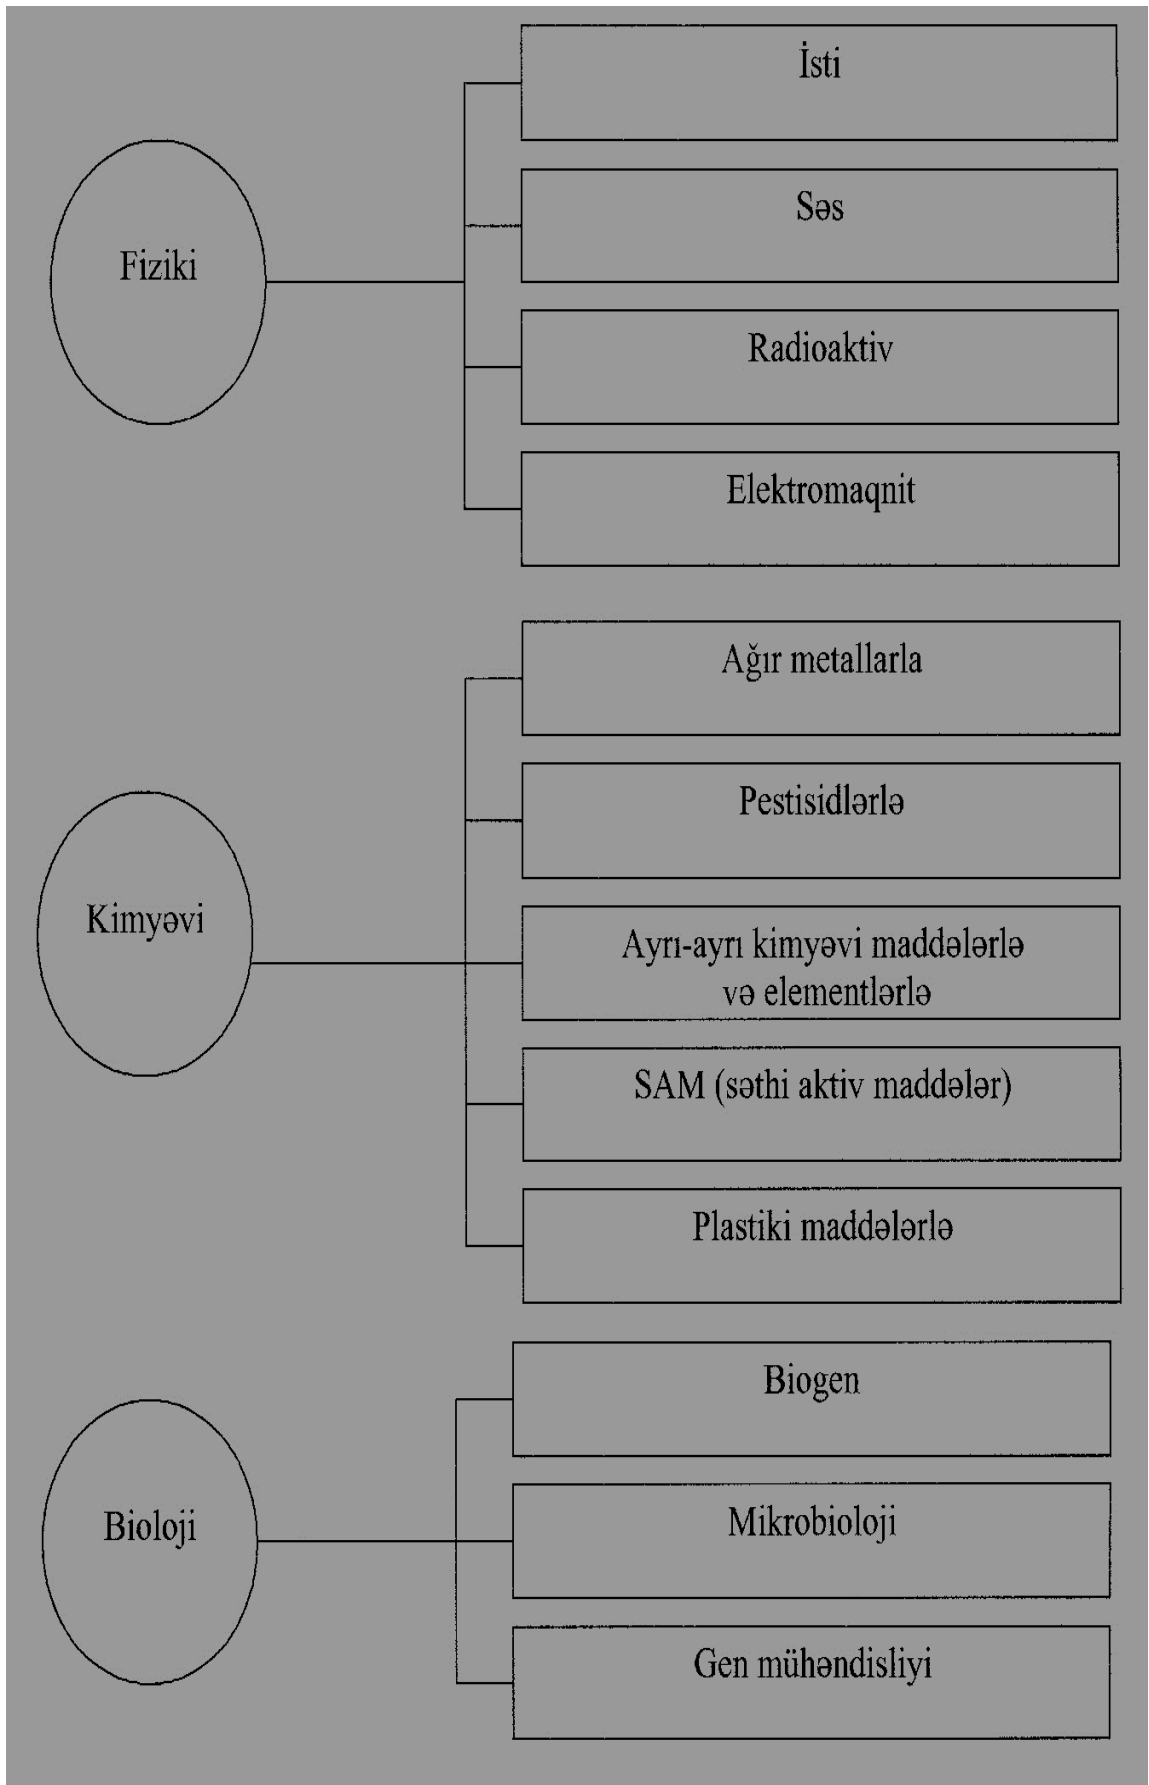 Fiziki
İsti
Səs
Radioaktiv
Elektromaqnit
Kimyəvi
Ağır metallarla
Pestisidlərlə
Ayrı-ayrı kimyəvi maddələrlə
və elementlərlə
SAM (səthi aktiv maddələr)
Plastiki maddələrlə
Bioloji
Biogen
Mikrobioloji
Gen mühəndisliyi